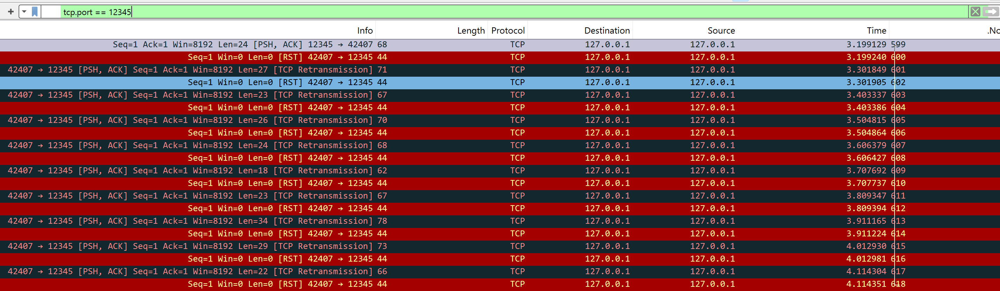 tcp.port == 12345
Info Length Protocol Destination Source Time .No
Seq=1 Ack=1 Win=8192 Len=24 [PSH, ACK] 12345 → 42407 68 TCP 127.0.0.1 127.0.0.1 3.199129 599
Seq=1 Win=0 Len=0 [RST] 42407 → 12345 44 TCP 127.0.0.1 127.0.0.1 3.199240 600
42407 → 12345 [PSH, ACK] Seq=1 Ack=1 Win=8192 Len=27 [TCP Retransmission] 71 TCP 127.0.0.1 127.0.0.1 3.301849 601
Seq=1 Win=0 Len=0 [RST] 42407 → 12345 44 TCP 127.0.0.1 127.0.0.1 3.301905 602
42407 → 12345 [PSH, ACK] Seq=1 Ack=1 Win=8192 Len=23 [TCP Retransmission] 67 TCP 127.0.0.1 127.0.0.1 3.403337 603
Seq=1 Win=0 Len=0 [RST] 42407 → 12345 44 TCP 127.0.0.1 127.0.0.1 3.403386 604
42407 → 12345 [PSH, ACK] Seq=1 Ack=1 Win=8192 Len=26 [TCP Retransmission] 70 TCP 127.0.0.1 127.0.0.1 3.504815 605
Seq=1 Win=0 Len=0 [RST] 42407 → 12345 44 TCP 127.0.0.1 127.0.0.1 3.504864 606
42407 → 12345 [PSH, ACK] Seq=1 Ack=1 Win=8192 Len=24 [TCP Retransmission] 68 TCP 127.0.0.1 127.0.0.1 3.606379 607
Seq=1 Win=0 Len=0 [RST] 42407 → 12345 44 TCP 127.0.0.1 127.0.0.1 3.606427 608
42407 → 12345 [PSH, ACK] Seq=1 Ack=1 Win=8192 Len=18 [TCP Retransmission] 62 TCP 127.0.0.1 127.0.0.1 3.707692 609
Seq=1 Win=0 Len=0 [RST] 42407 → 12345 44 TCP 127.0.0.1 127.0.0.1 3.707737 610
42407 → 12345 [PSH, ACK] Seq=1 Ack=1 Win=8192 Len=23 [TCP Retransmission] 67 TCP 127.0.0.1 127.0.0.1 3.809347 611
Seq=1 Win=0 Len=0 [RST] 42407 → 12345 44 TCP 127.0.0.1 127.0.0.1 3.809394 612
42407 → 12345 [PSH, ACK] Seq=1 Ack=1 Win=8192 Len=34 [TCP Retransmission] 78 TCP 127.0.0.1 127.0.0.1 3.911165 613
Seq=1 Win=0 Len=0 [RST] 42407 → 12345 44 TCP 127.0.0.1 127.0.0.1 3.911224 614
42407 → 12345 [PSH, ACK] Seq=1 Ack=1 Win=8192 Len=29 [TCP Retransmission] 73 TCP 127.0.0.1 127.0.0.1 4.012930 615
Seq=1 Win=0 Len=0 [RST] 42407 → 12345 44 TCP 127.0.0.1 127.0.0.1 4.012981 616
42407 → 12345 [PSH, ACK] Seq=1 Ack=1 Win=8192 Len=22 [TCP Retransmission] 66 TCP 127.0.0.1 127.0.0.1 4.114304 617
Seq=1 Win=0 Len=0 [RST] 42407 → 12345 44 TCP 127.0.0.1 127.0.0.1 4.114351 618